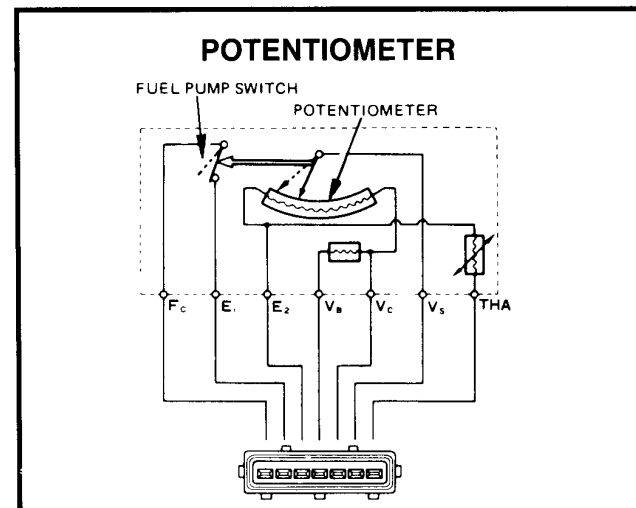 POTENTIOMETER
FUEL PUMP SWITCH
POTENTIOMETER
Fc E₁ E₂ VB Vc Vs THA